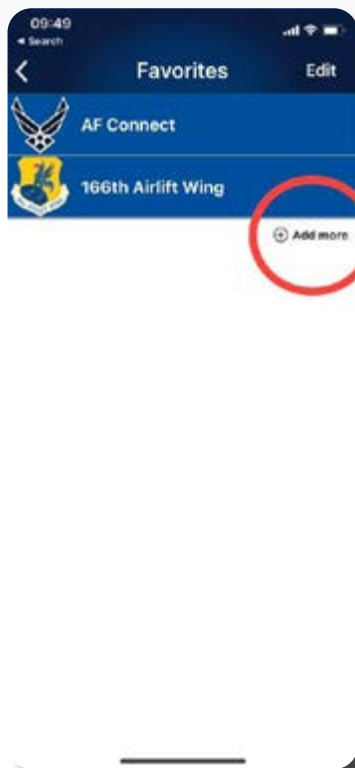 09:49
◂ Search
Favorites
Edit
AF Connect
166th Airlift Wing
Add more